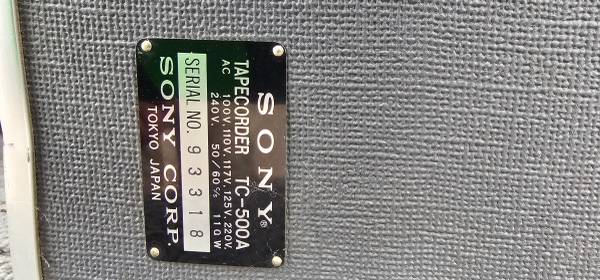 SONY®
TAPECORDER TC-500A
AC 100V, 110V, 117V, 125V, 220V,
240V. 50/60 c/s 110W
SERIAL NO. 93318
SONY CORP.
TOKYO JAPAN